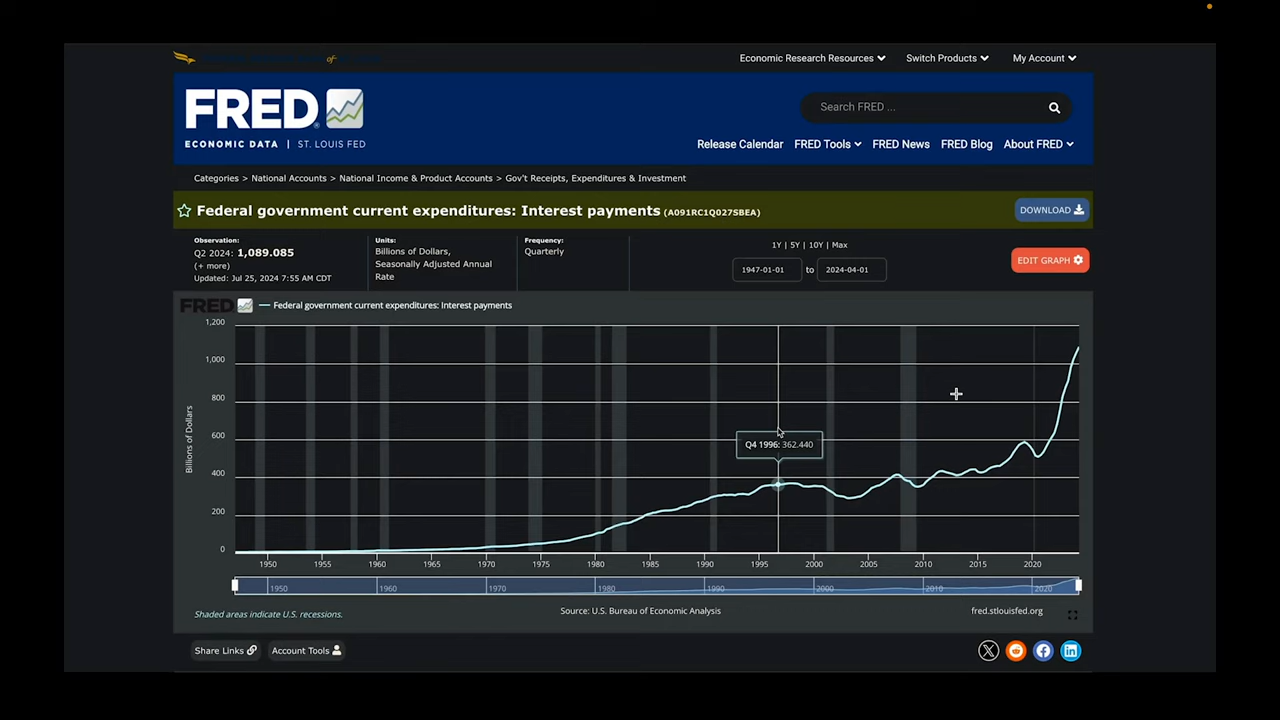 of
Economic Research Resources Switch Products My Account
FRED
ECONOMIC DATA | ST. LOUIS FED
Search FRED ...
Release Calendar FRED Tools FRED News FRED Blog About FRED
Categories > National Accounts > National Income & Product Accounts > Gov't Receipts, Expenditures & Investment
Federal government current expenditures: Interest payments (A091RC1Q027SBEA)
DOWNLOAD
Observation:
Q2 2024: 1,089.085
(+ more)
Updated: Jul 25, 2024 7:55 AM CDT
Units:
Billions of Dollars,
Seasonally Adjusted Annual
Rate
Frequency:
Quarterly
1Y | 5Y | 10Y | Max
1947-01-01 to 2024-04-01
EDIT GRAPH
FRED
Federal government current expenditures: Interest payments
Billions of Dollars
1,200
1,000
800
600
400
200
0
Q4 1996: 362.440
1950 1955 1960 1965 1970 1975 1980 1985 1990 1995 2000 2005 2010 2015 2020
1950 1960 1970 1980 1990 2000 2010 2020
Shaded areas indicate U.S. recessions.
Source: U.S. Bureau of Economic Analysis
fred.stlouisfed.org
Share Links Account Tools